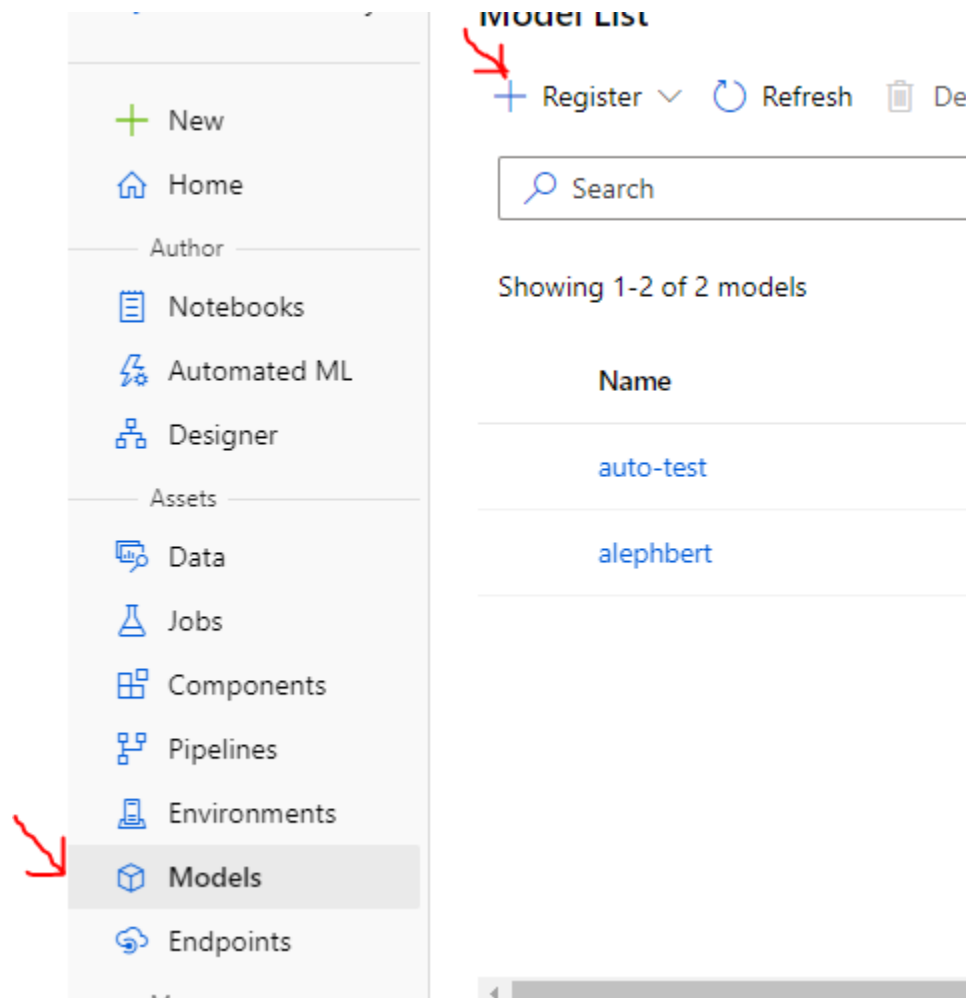 Model List
New
Home
Author
Notebooks
Automated ML
Designer
Assets
Data
Jobs
Components
Pipelines
Environments
Models
Endpoints
Register
Refresh
De
Search
Showing 1-2 of 2 models
Name
auto-test
alephbert